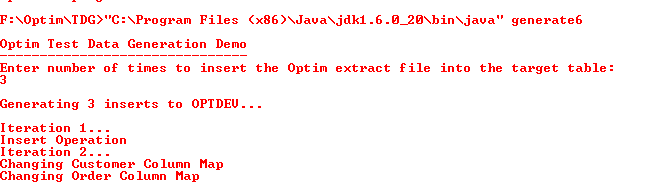 F:\Optim\TDG>"C:\Program Files (x86)\Java\jdk1.6.0_20\bin\java" generate6
Optim Test Data Generation Demo
-------------------------------
Enter number of times to insert the Optim extract file into the target table:
3
Generating 3 inserts to OPTDEV...
Iteration 1...
Insert Operation
Iteration 2...
Changing Customer Column Map
Changing Order Column Map